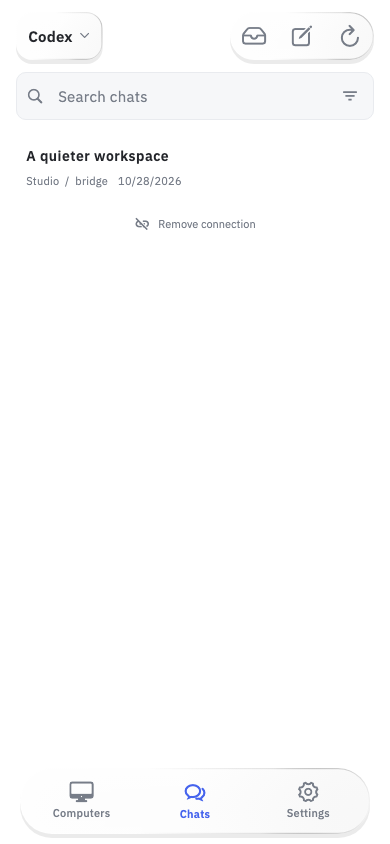 Codex
Search chats
A quieter workspace
Studio / bridge 10/28/2026
Remove connection
Computers
Chats
Settings